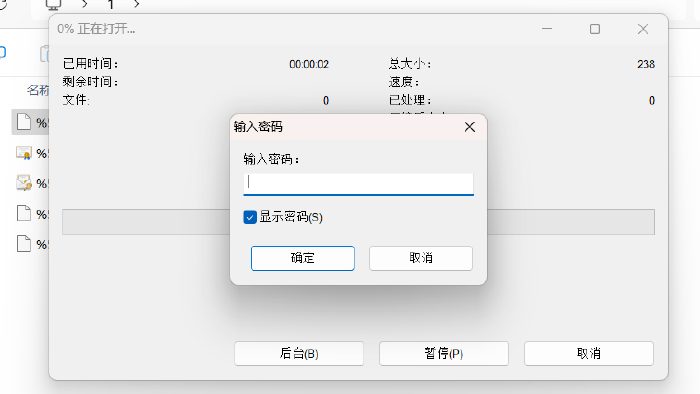 1
0% 正在打开...
已用时间：
00:00:02
总大小：
238
剩余时间：
速度：
文件:
0
已处理：
0
名称
输入密码
输入密码：
显示密码(S)
确定
取消
后台(B)
暂停(P)
取消